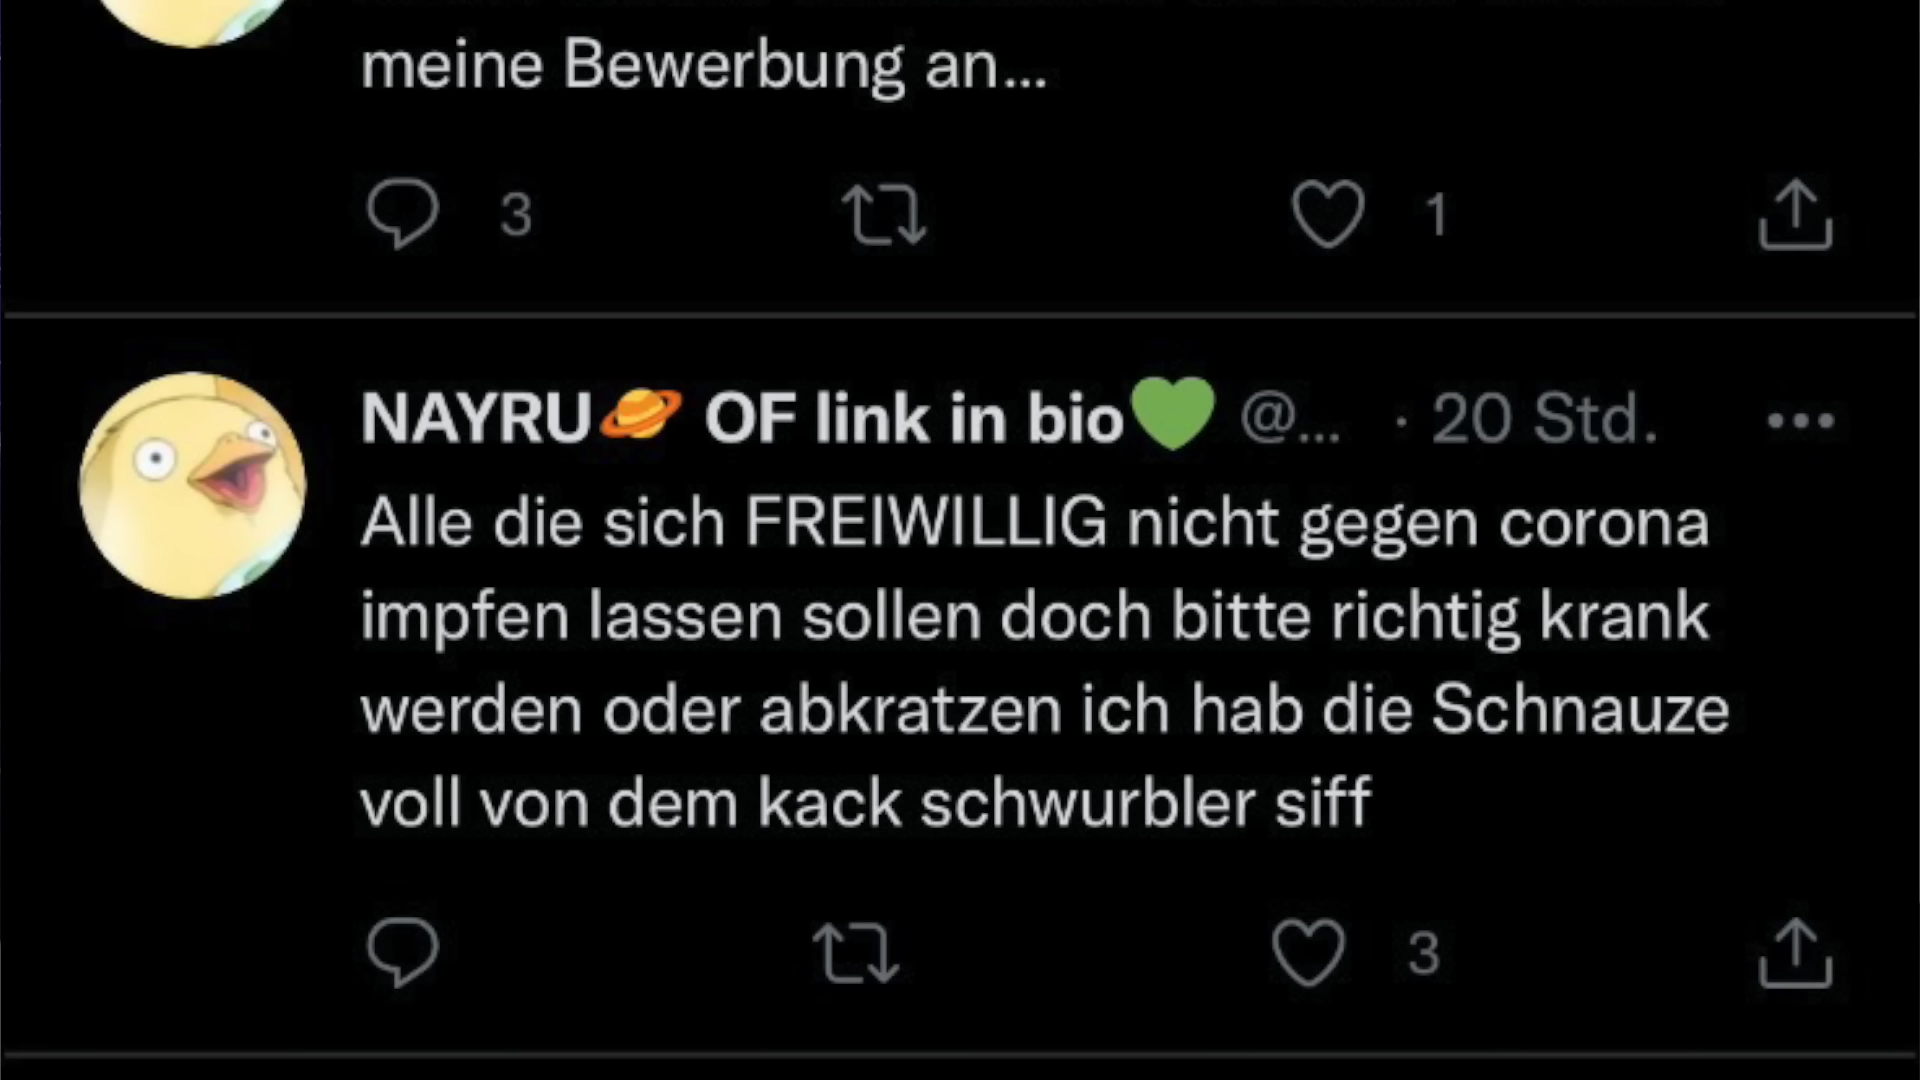 meine Bewerbung an...
3
1
NAYRU🪐 OF link in bio💚 @... · 20 Std.
Alle die sich FREIWILLIG nicht gegen corona
impfen lassen sollen doch bitte richtig krank
werden oder abkratzen ich hab die Schnauze
voll von dem kack schwurbler siff
3